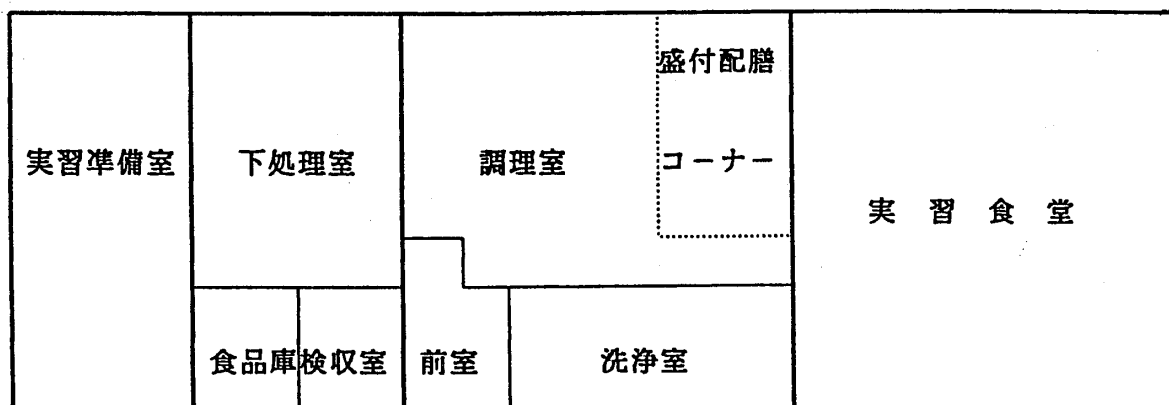 盛付配膳
コーナー
実習準備室
下処理室
調理室
実習食堂
食品庫
検収室
前室
洗浄室